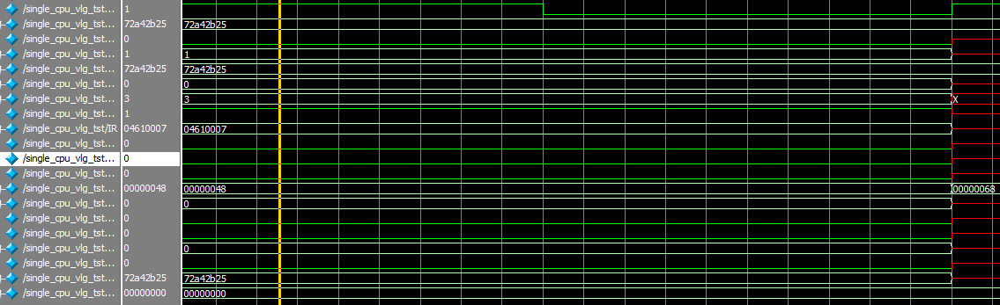 /single_cpu_vlg_tst... 1
/single_cpu_vlg_tst... 72a42b25 72a42b25
/single_cpu_vlg_tst... 0
/single_cpu_vlg_tst... 1 1
/single_cpu_vlg_tst... 72a42b25 72a42b25
/single_cpu_vlg_tst... 0 0
/single_cpu_vlg_tst... 3 3 X
/single_cpu_vlg_tst... 1
/single_cpu_vlg_tst/IR 04610007 04610007
/single_cpu_vlg_tst... 0
/single_cpu_vlg_tst... 0
/single_cpu_vlg_tst... 0
/single_cpu_vlg_tst... 00000048 00000048 00000068
/single_cpu_vlg_tst... 0 0
/single_cpu_vlg_tst... 0
/single_cpu_vlg_tst... 0
/single_cpu_vlg_tst... 0 0
/single_cpu_vlg_tst... 0
/single_cpu_vlg_tst... 72a42b25 72a42b25
/single_cpu_vlg_tst... 00000000 00000000